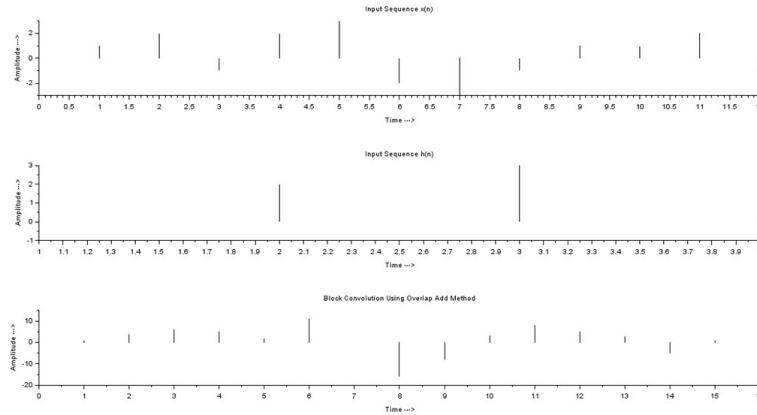 Input Sequence x(n)
Amplitude --->
2
0
-2
0 0.5 1 1.5 2 2.5 3 3.5 4 4.5 5 5.5 6 6.5 7 7.5 8 8.5 9 9.5 10 10.5 11 11.5
Time --->
Input Sequence h(n)
Amplitude --->
3
2
1
0
-1
1 1.1 1.2 1.3 1.4 1.5 1.6 1.7 1.8 1.9 2 2.1 2.2 2.3 2.4 2.5 2.6 2.7 2.8 2.9 3 3.1 3.2 3.3 3.4 3.5 3.6 3.7 3.8 3.9
Time --->
Block Convolution Using Overlap Add Method
Amplitude --->
10
0
-10
-20
0 1 2 3 4 5 6 7 8 9 10 11 12 13 14 15
Time --->